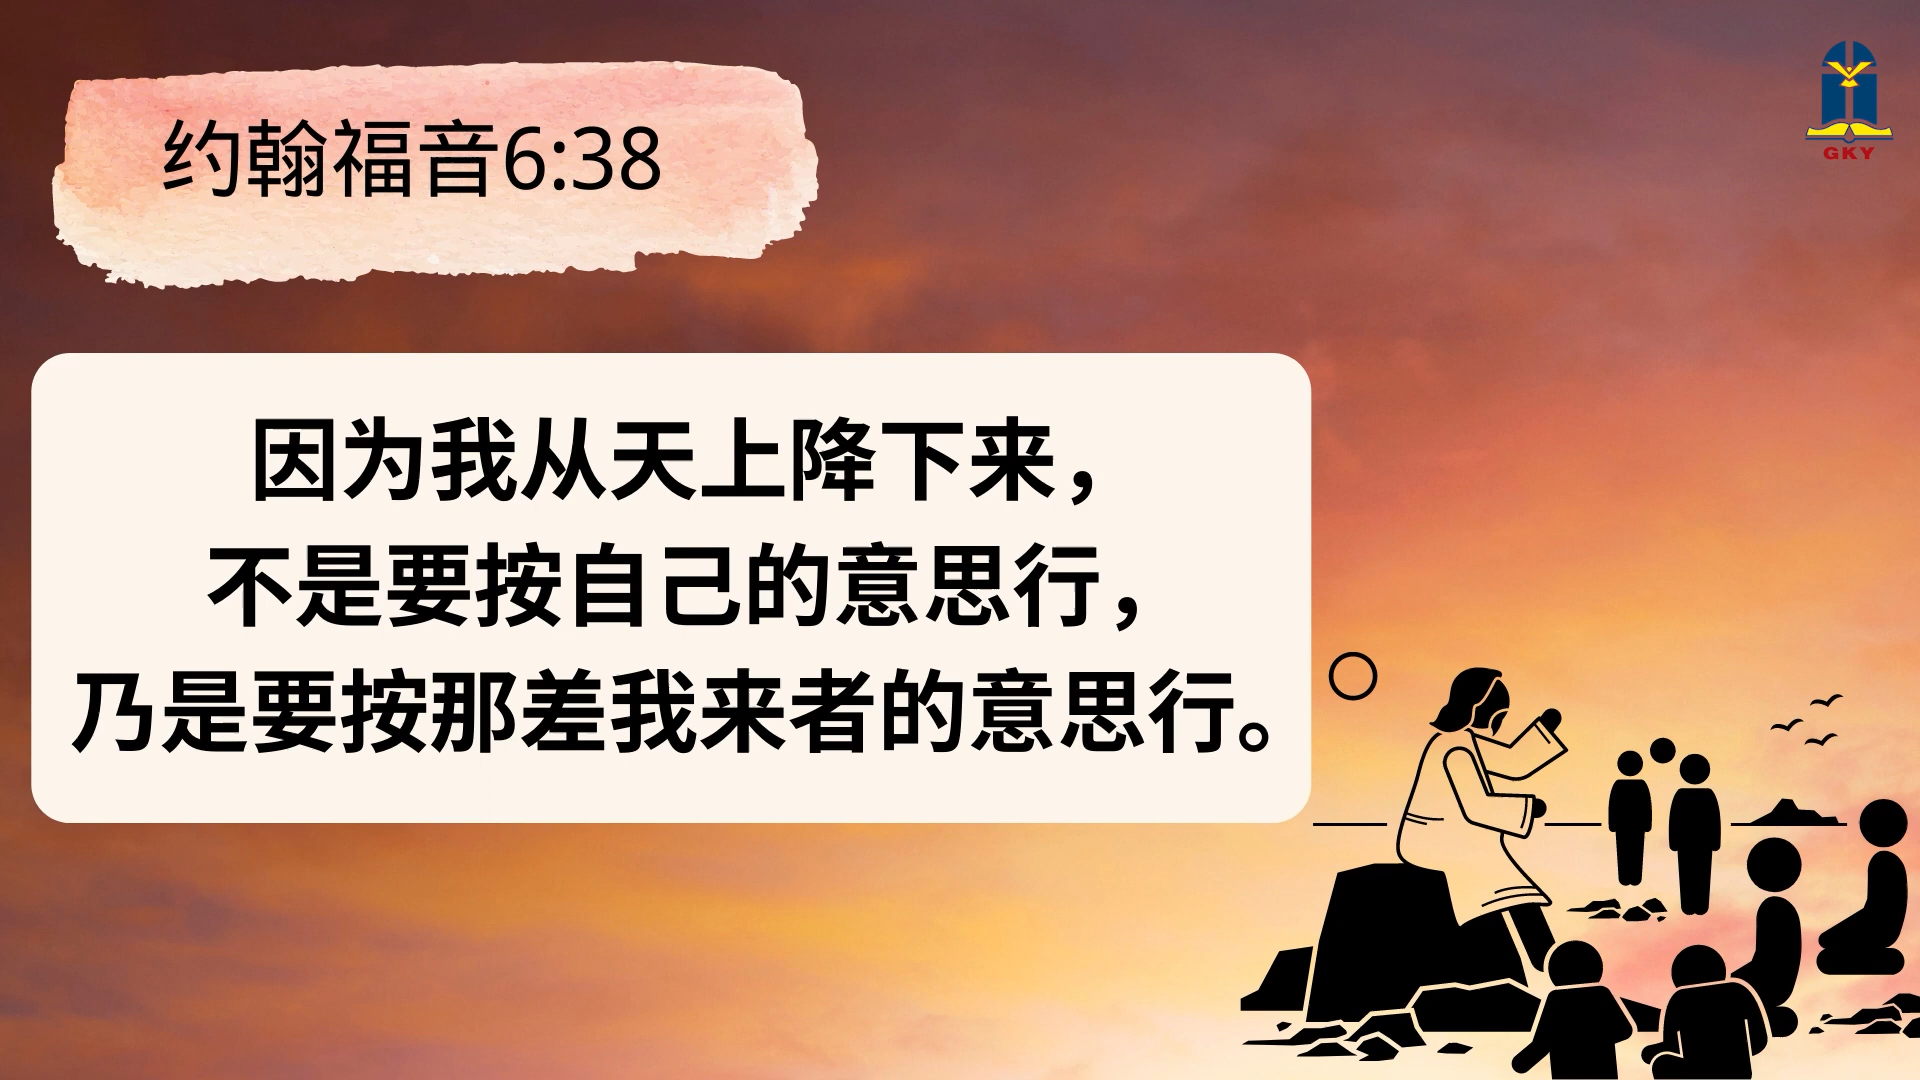 约翰福音6:38
GKY
因为我从天上降下来，
不是要按自己的意思行，
乃是要按那差我来者的意思行。